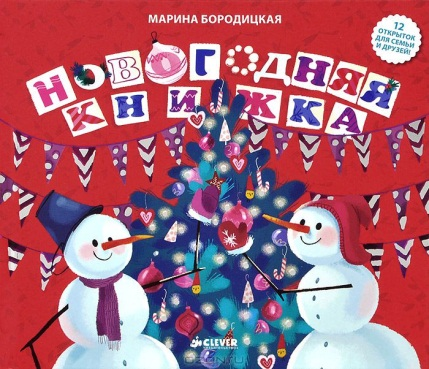 МАРИНА БОРОДИЦКАЯ
12
ОТКРЫТОК
ДЛЯ СЕМЬИ
И ДРУЗЕЙ!
НОВОГОДНЯЯ
КНИЖКА
CLEVER